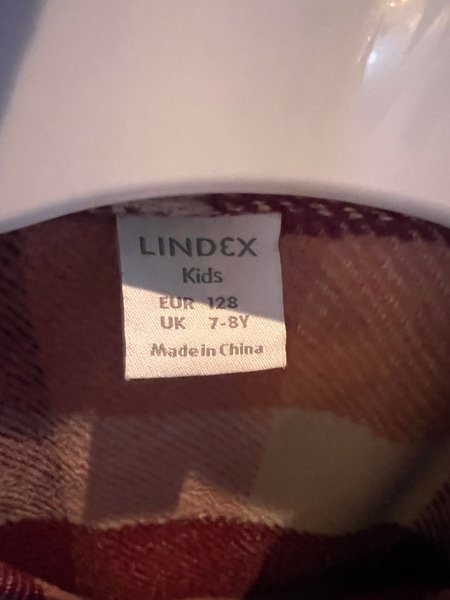 LINDEX
Kids
EUR 128
UK 7-8Y
Made in China